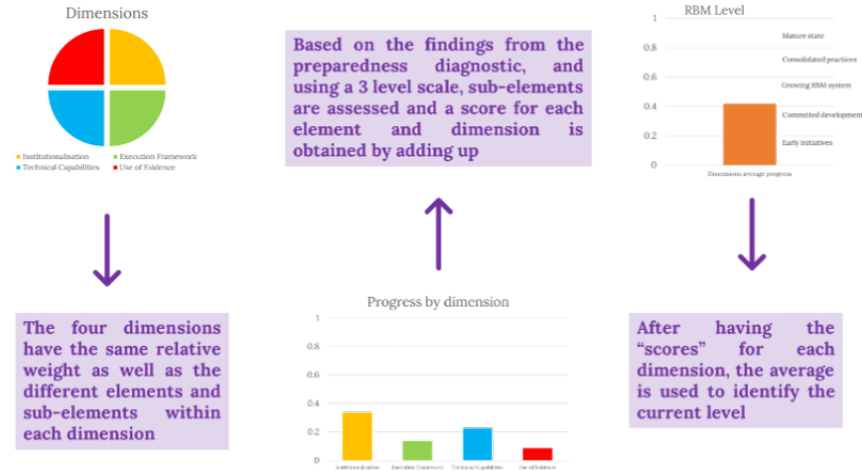 Dimensions
Institutionalisation
Execution Framework
Technical Capabilities
Use of Evidence
The four dimensions
have the same relative
weight as well as the
different elements and
sub-elements within
each dimension
Based on the findings from the
preparedness diagnostic, and
using a 3 level scale, sub-elements
are assessed and a score for each
element and dimension is
obtained by adding up
Progress by dimension
1
0.8
0.6
0.4
0.2
0
Institutionalisation
Execution Framework
Technical Capabilities
Use of Evidence
RBM Level
1
0.8
0.6
0.4
0.2
0
Mature state
Consolidated practices
Growing RBM system
Committed development
Early initiatives
Dimensions average progress
After having the
“scores” for each
dimension, the average
is used to identify the
current level